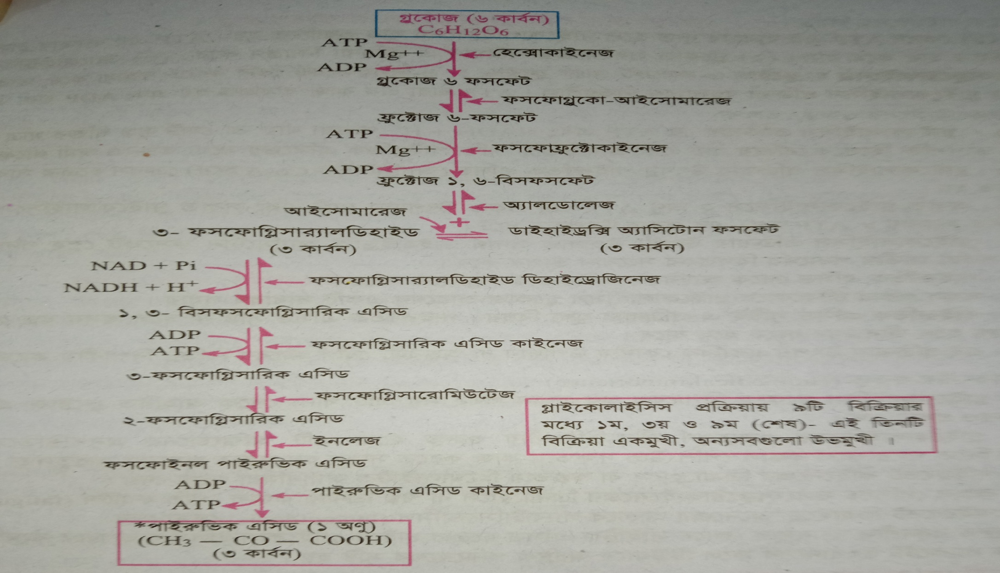 গ্লুকোজ (৬ কার্বন)
C₆H₁₂O₆
ATP
Mg⁺⁺
হেক্সোকাইনেজ
ADP
গ্লুকোজ ৬ ফসফেট
ফসফোগ্লুকো-আইসোমারেজ
ফ্রুক্টোজ ৬-ফসফেট
ATP
Mg⁺⁺
ফসফোফ্রুক্টোকাইনেজ
ADP
ফ্রুক্টোজ ১, ৬-বিসফসফেট
অ্যালডোলেজ
আইসোমারেজ
+
৩- ফসফোগ্লিসার‍্যালডিহাইড
ডাইহাইড্রক্সি অ্যাসিটোন ফসফেট
(৩ কার্বন)
(৩ কার্বন)
NAD + Pi
ফসফোগ্লিসার‍্যালডিহাইড ডিহাইড্রোজিনেজ
NADH + H⁺
১, ৩- বিসফসফোগ্লিসারিক এসিড
ADP
ফসফোগ্লিসারিক এসিড কাইনেজ
ATP
৩-ফসফোগ্লিসারিক এসিড
ফসফোগ্লিসারোমিউটেজ
২-ফসফোগ্লিসারিক এসিড
ইনলেজ
ফসফোইনল পাইরুভিক এসিড
ADP
পাইরুভিক এসিড কাইনেজ
ATP
*পাইরুভিক এসিড (১ অণু)
(CH₃ — CO — COOH)
(৩ কার্বন)
গ্লাইকোলাইসিস প্রক্রিয়ায় ৯টি বিক্রিয়ার
মধ্যে ১ম, ৩য় ও ৯ম (শেষ)- এই তিনটি
বিক্রিয়া একমুখী, অন্যসবগুলো উভমুখী ।